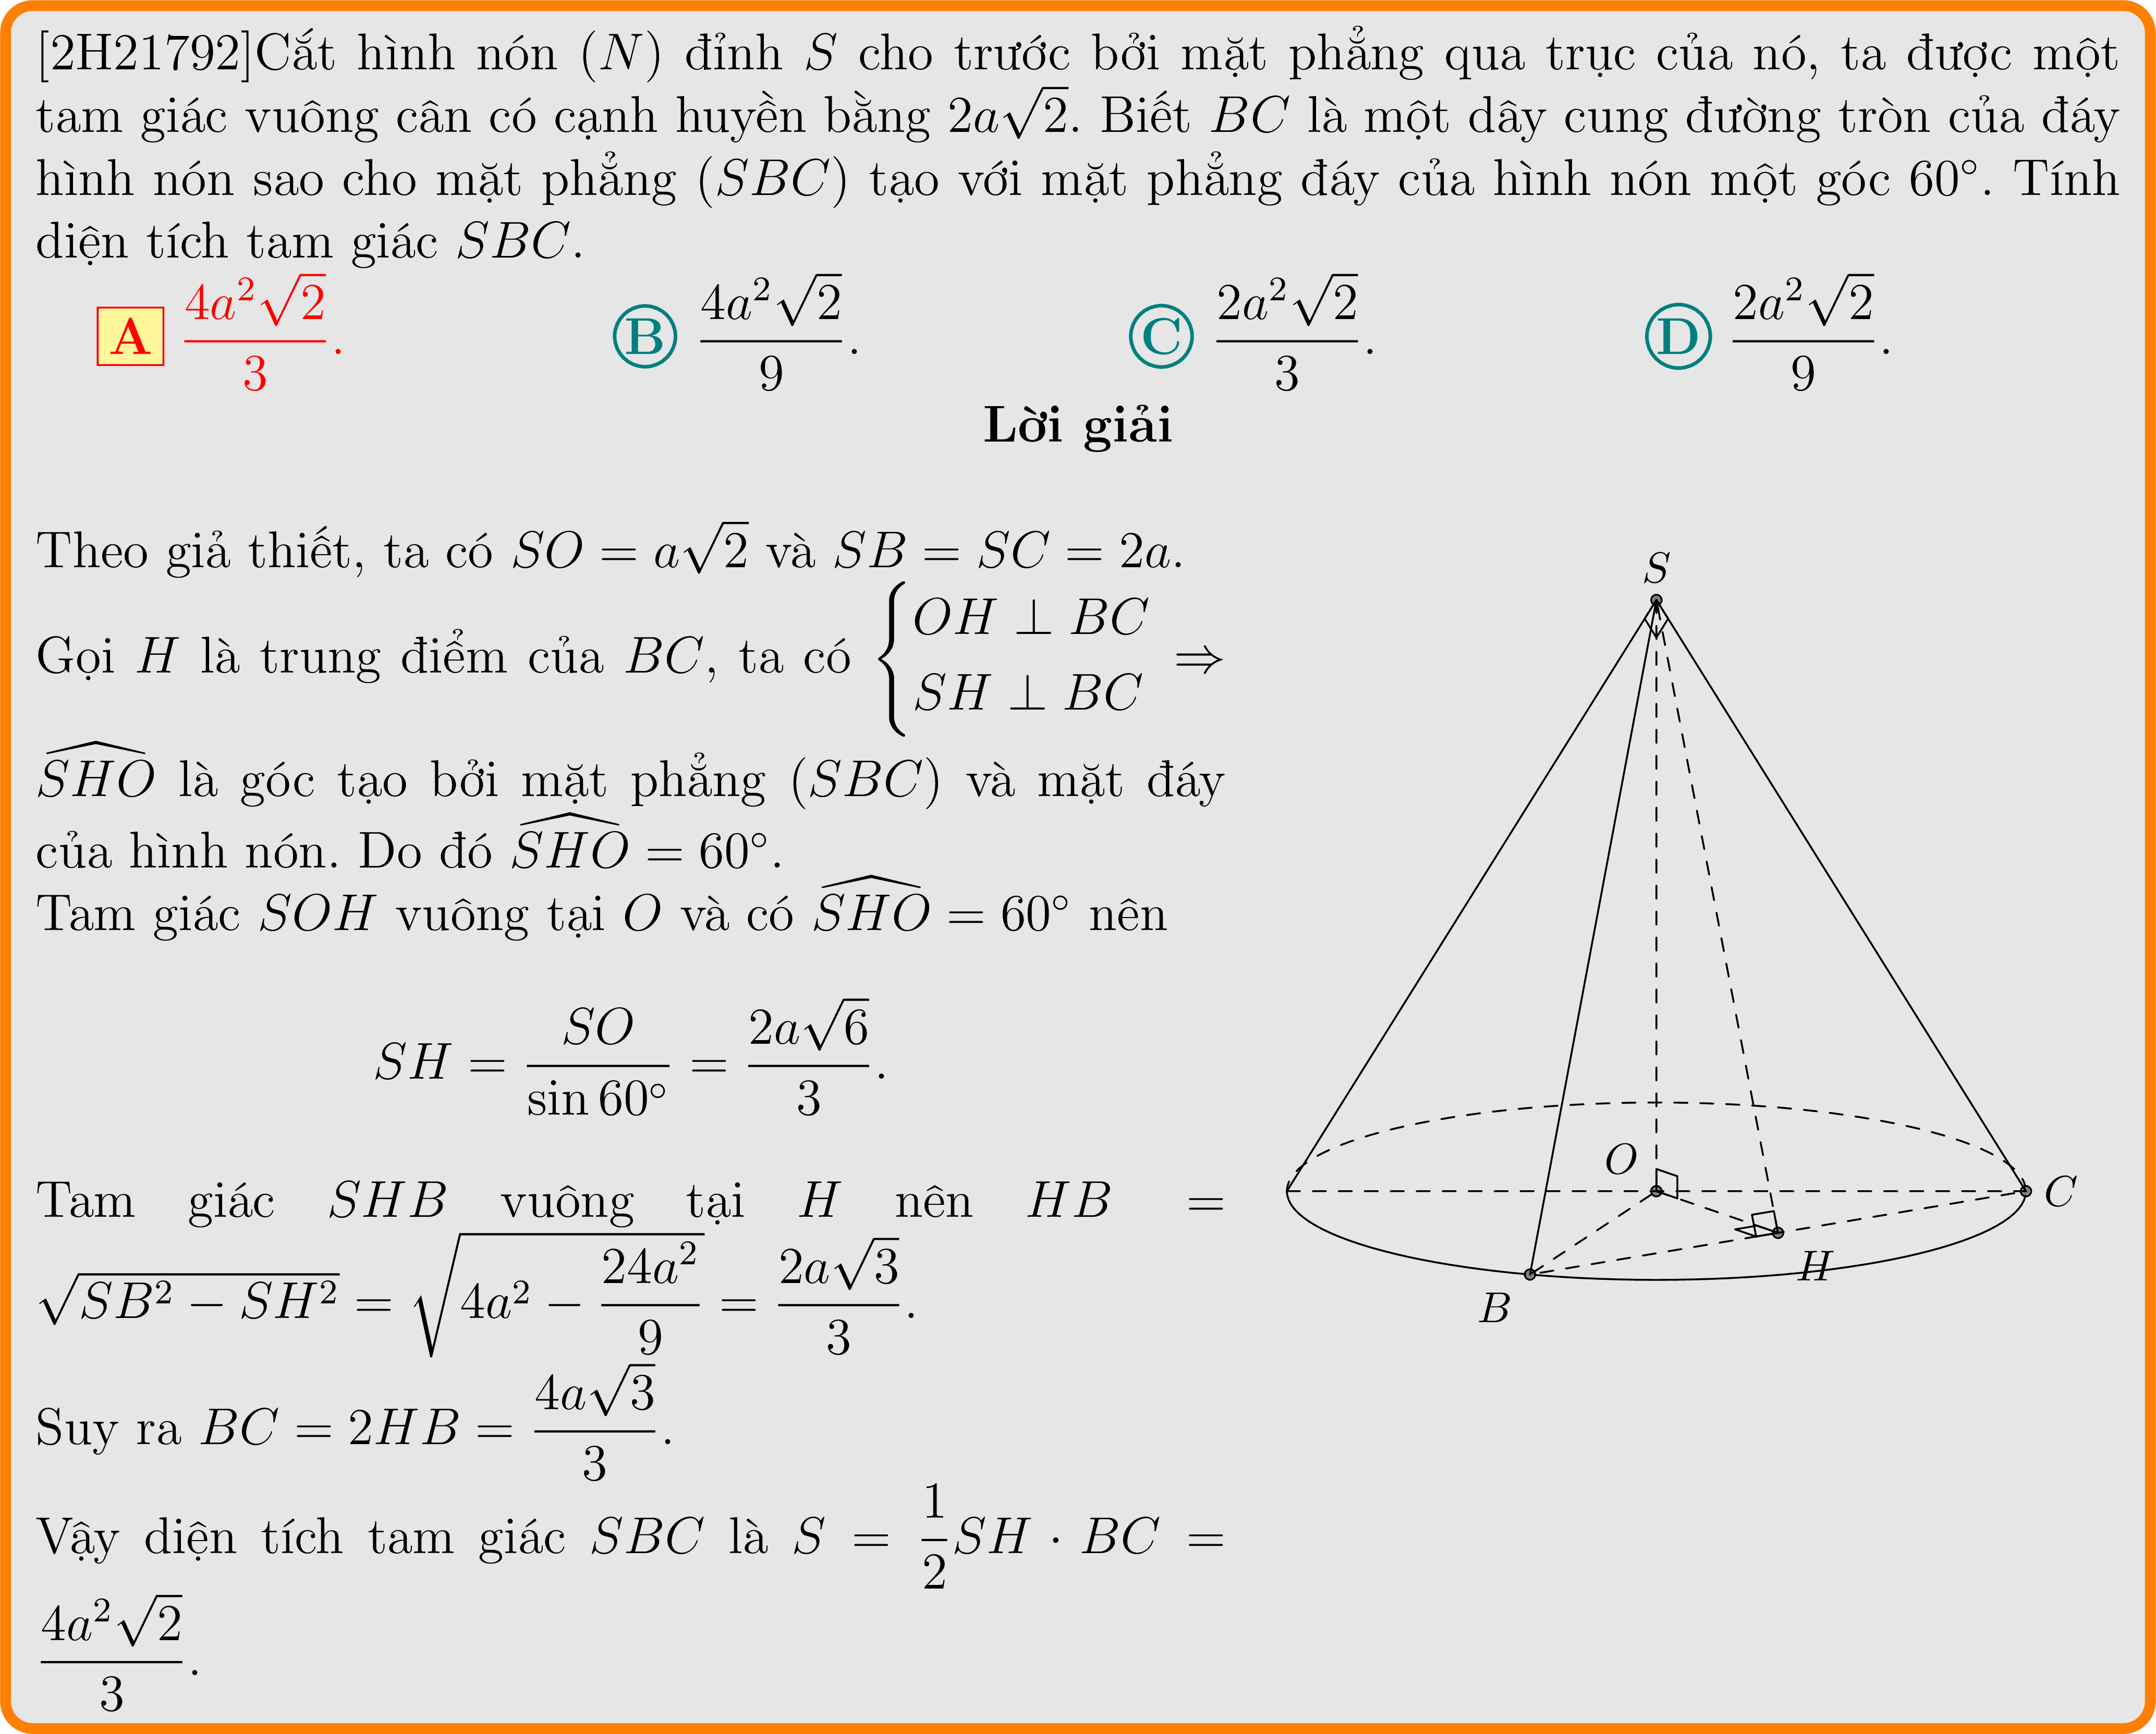 [2H21792]Cắt hình nón (N) đỉnh S cho trước bởi mặt phẳng qua trục của nó, ta được một
tam giác vuông cân có cạnh huyền bằng 2a√2. Biết BC là một dây cung đường tròn của đáy
hình nón sao cho mặt phẳng (SBC) tạo với mặt phẳng đáy của hình nón một góc 60°. Tính
diện tích tam giác SBC.
A \frac{4a^2\sqrt{2}}{3}. B \frac{4a^2\sqrt{2}}{9}. C \frac{2a^2\sqrt{2}}{3}. D \frac{2a^2\sqrt{2}}{9}.
Lời giải
Theo giả thiết, ta có SO = a√2 và SB = SC = 2a.
Gọi H là trung điểm của BC, ta có \begin{cases} OH ⊥ BC \\ SH ⊥ BC \end{cases} ⇒
\widehat{SHO} là góc tạo bởi mặt phẳng (SBC) và mặt đáy
của hình nón. Do đó \widehat{SHO} = 60°.
Tam giác SOH vuông tại O và có \widehat{SHO} = 60° nên
SH = \frac{SO}{\sin 60°} = \frac{2a\sqrt{6}}{3}.
Tam giác SHB vuông tại H nên HB =
\sqrt{SB^2 − SH^2} = \sqrt{4a^2 − \frac{24a^2}{9}} = \frac{2a\sqrt{3}}{3}.
Suy ra BC = 2HB = \frac{4a\sqrt{3}}{3}.
Vậy diện tích tam giác SBC là S = \frac{1}{2}SH · BC =
\frac{4a^2\sqrt{2}}{3}.
S
O
C
H
B